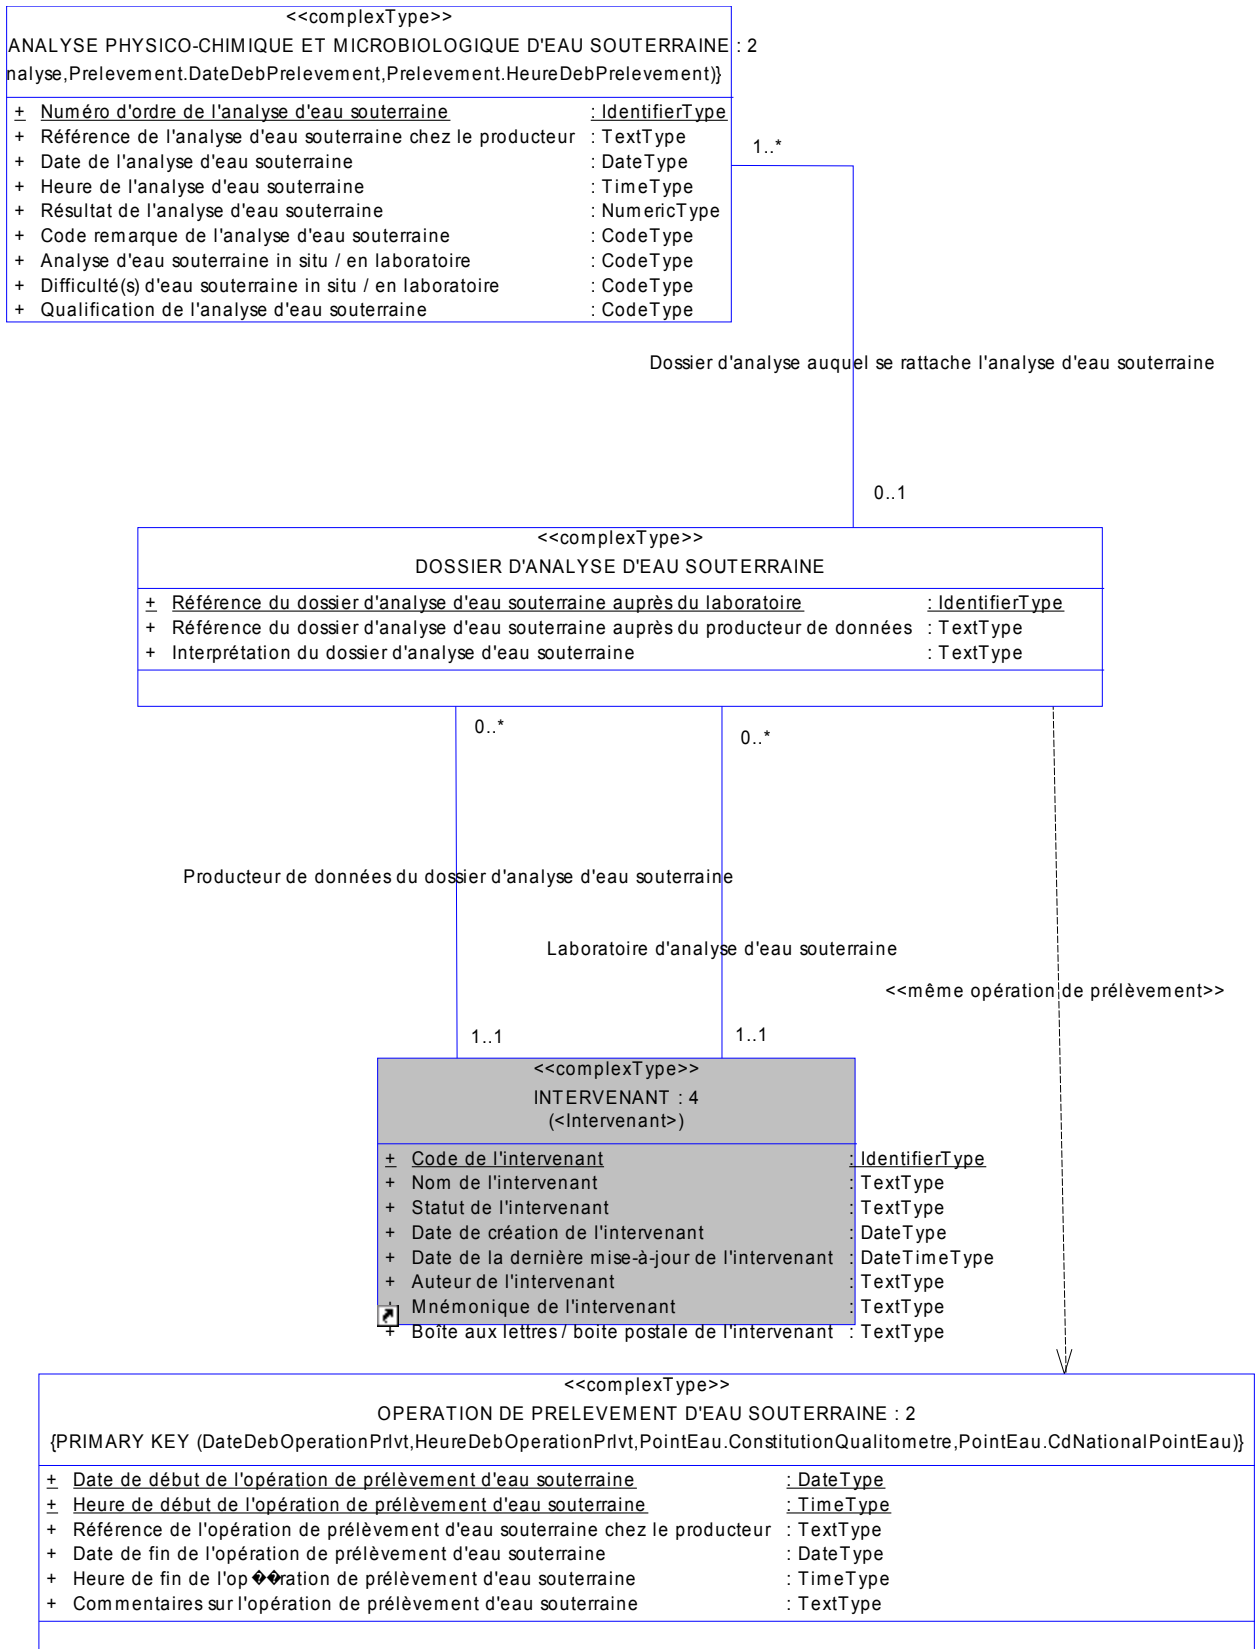 <<complexType>>
ANALYSE PHYSICO-CHIMIQUE ET MICROBIOLOGIQUE D'EAU SOUTERRAINE : 2
nalyse,Prelevement.DateDebPrelevement,Prelevement.HeureDebPrelevement)}
+ Numéro d'ordre de l'analyse d'eau souterraine : IdentifierType
+ Référence de l'analyse d'eau souterraine chez le producteur : TextType
+ Date de l'analyse d'eau souterraine : DateType
+ Heure de l'analyse d'eau souterraine : TimeType
+ Résultat de l'analyse d'eau souterraine : NumericType
+ Code remarque de l'analyse d'eau souterraine : CodeType
+ Analyse d'eau souterraine in situ / en laboratoire : CodeType
+ Difficulté(s) d'eau souterraine in situ / en laboratoire : CodeType
+ Qualification de l'analyse d'eau souterraine : CodeType
1..*
Dossier d'analyse auquel se rattache l'analyse d'eau souterraine
0..1
<<complexType>>
DOSSIER D'ANALYSE D'EAU SOUTERRAINE
+ Référence du dossier d'analyse d'eau souterraine auprès du laboratoire : IdentifierType
+ Référence du dossier d'analyse d'eau souterraine auprès du producteur de données : TextType
+ Interprétation du dossier d'analyse d'eau souterraine : TextType
0..*
0..*
Producteur de données du dossier d'analyse d'eau souterraine
Laboratoire d'analyse d'eau souterraine
<<même opération de prélèvement>>
1..1
1..1
<<complexType>>
INTERVENANT : 4
(<Intervenant>)
+ Code de l'intervenant : IdentifierType
+ Nom de l'intervenant : TextType
+ Statut de l'intervenant : TextType
+ Date de création de l'intervenant : DateType
+ Date de la dernière mise-à-jour de l'intervenant : DateTimeType
+ Auteur de l'intervenant : TextType
+ Mnémonique de l'intervenant : TextType
+ Boîte aux lettres / boite postale de l'intervenant : TextType
<<complexType>>
OPERATION DE PRELEVEMENT D'EAU SOUTERRAINE : 2
{PRIMARY KEY (DateDebOperationPrlvt,HeureDebOperationPrlvt,PointEau.ConstitutionQualitometre,PointEau.CdNationalPointEau)}
+ Date de début de l'opération de prélèvement d'eau souterraine : DateType
+ Heure de début de l'opération de prélèvement d'eau souterraine : TimeType
+ Référence de l'opération de prélèvement d'eau souterraine chez le producteur : TextType
+ Date de fin de l'opération de prélèvement d'eau souterraine : DateType
+ Heure de fin de l'op��ration de prélèvement d'eau souterraine : TimeType
+ Commentaires sur l'opération de prélèvement d'eau souterraine : TextType